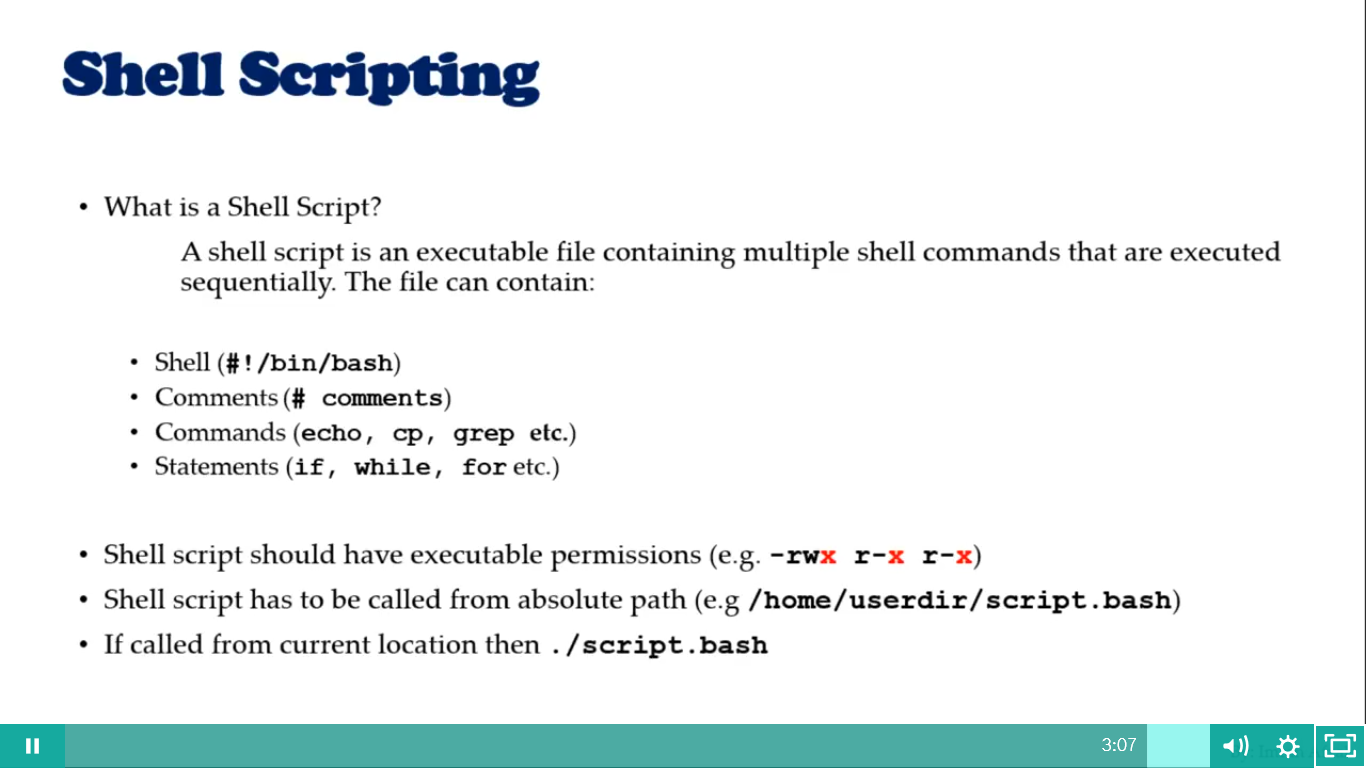 Shell Scripting
• What is a Shell Script?
A shell script is an executable file containing multiple shell commands that are executed
sequentially. The file can contain:
• Shell (#!/bin/bash)
• Comments (# comments)
• Commands (echo, cp, grep etc.)
• Statements (if, while, for etc.)
• Shell script should have executable permissions (e.g. -rwx r-x r-x)
• Shell script has to be called from absolute path (e.g /home/userdir/script.bash)
• If called from current location then ./script.bash
3:07